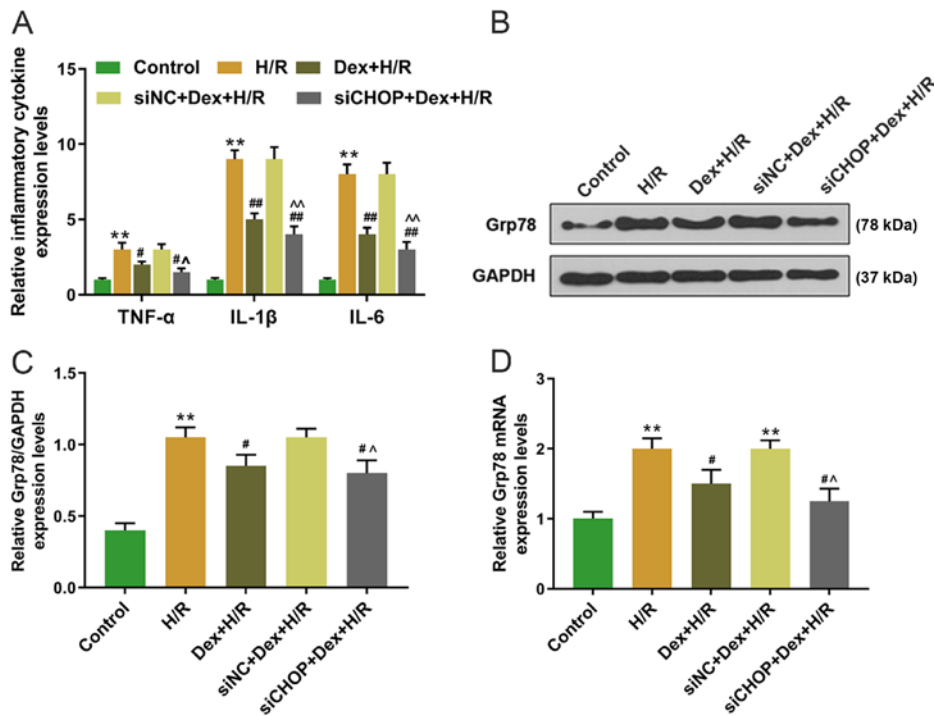 A
Relative inflammatory cytokine
expression levels
15
10
5
0
Control
H/R
Dex+H/R
siNC+Dex+H/R
siCHOP+Dex+H/R
**
#
#^
**
##
^^
##
**
##
^^
##
TNF-α
IL-1β
IL-6
B
Control
H/R
Dex+H/R
siNC+Dex+H/R
siCHOP+Dex+H/R
Grp78
(78 kDa)
GAPDH
(37 kDa)
C
Relative Grp78/GAPDH
expression levels
1.5
1.0
0.5
0.0
**
#
# ^
Control
H/R
Dex+H/R
siNC+Dex+H/R
siCHOP+Dex+H/R
D
Relative Grp78 mRNA
expression levels
3
2
1
0
**
#
**
#^
Control
H/R
Dex+H/R
siNC+Dex+H/R
siCHOP+Dex+H/R